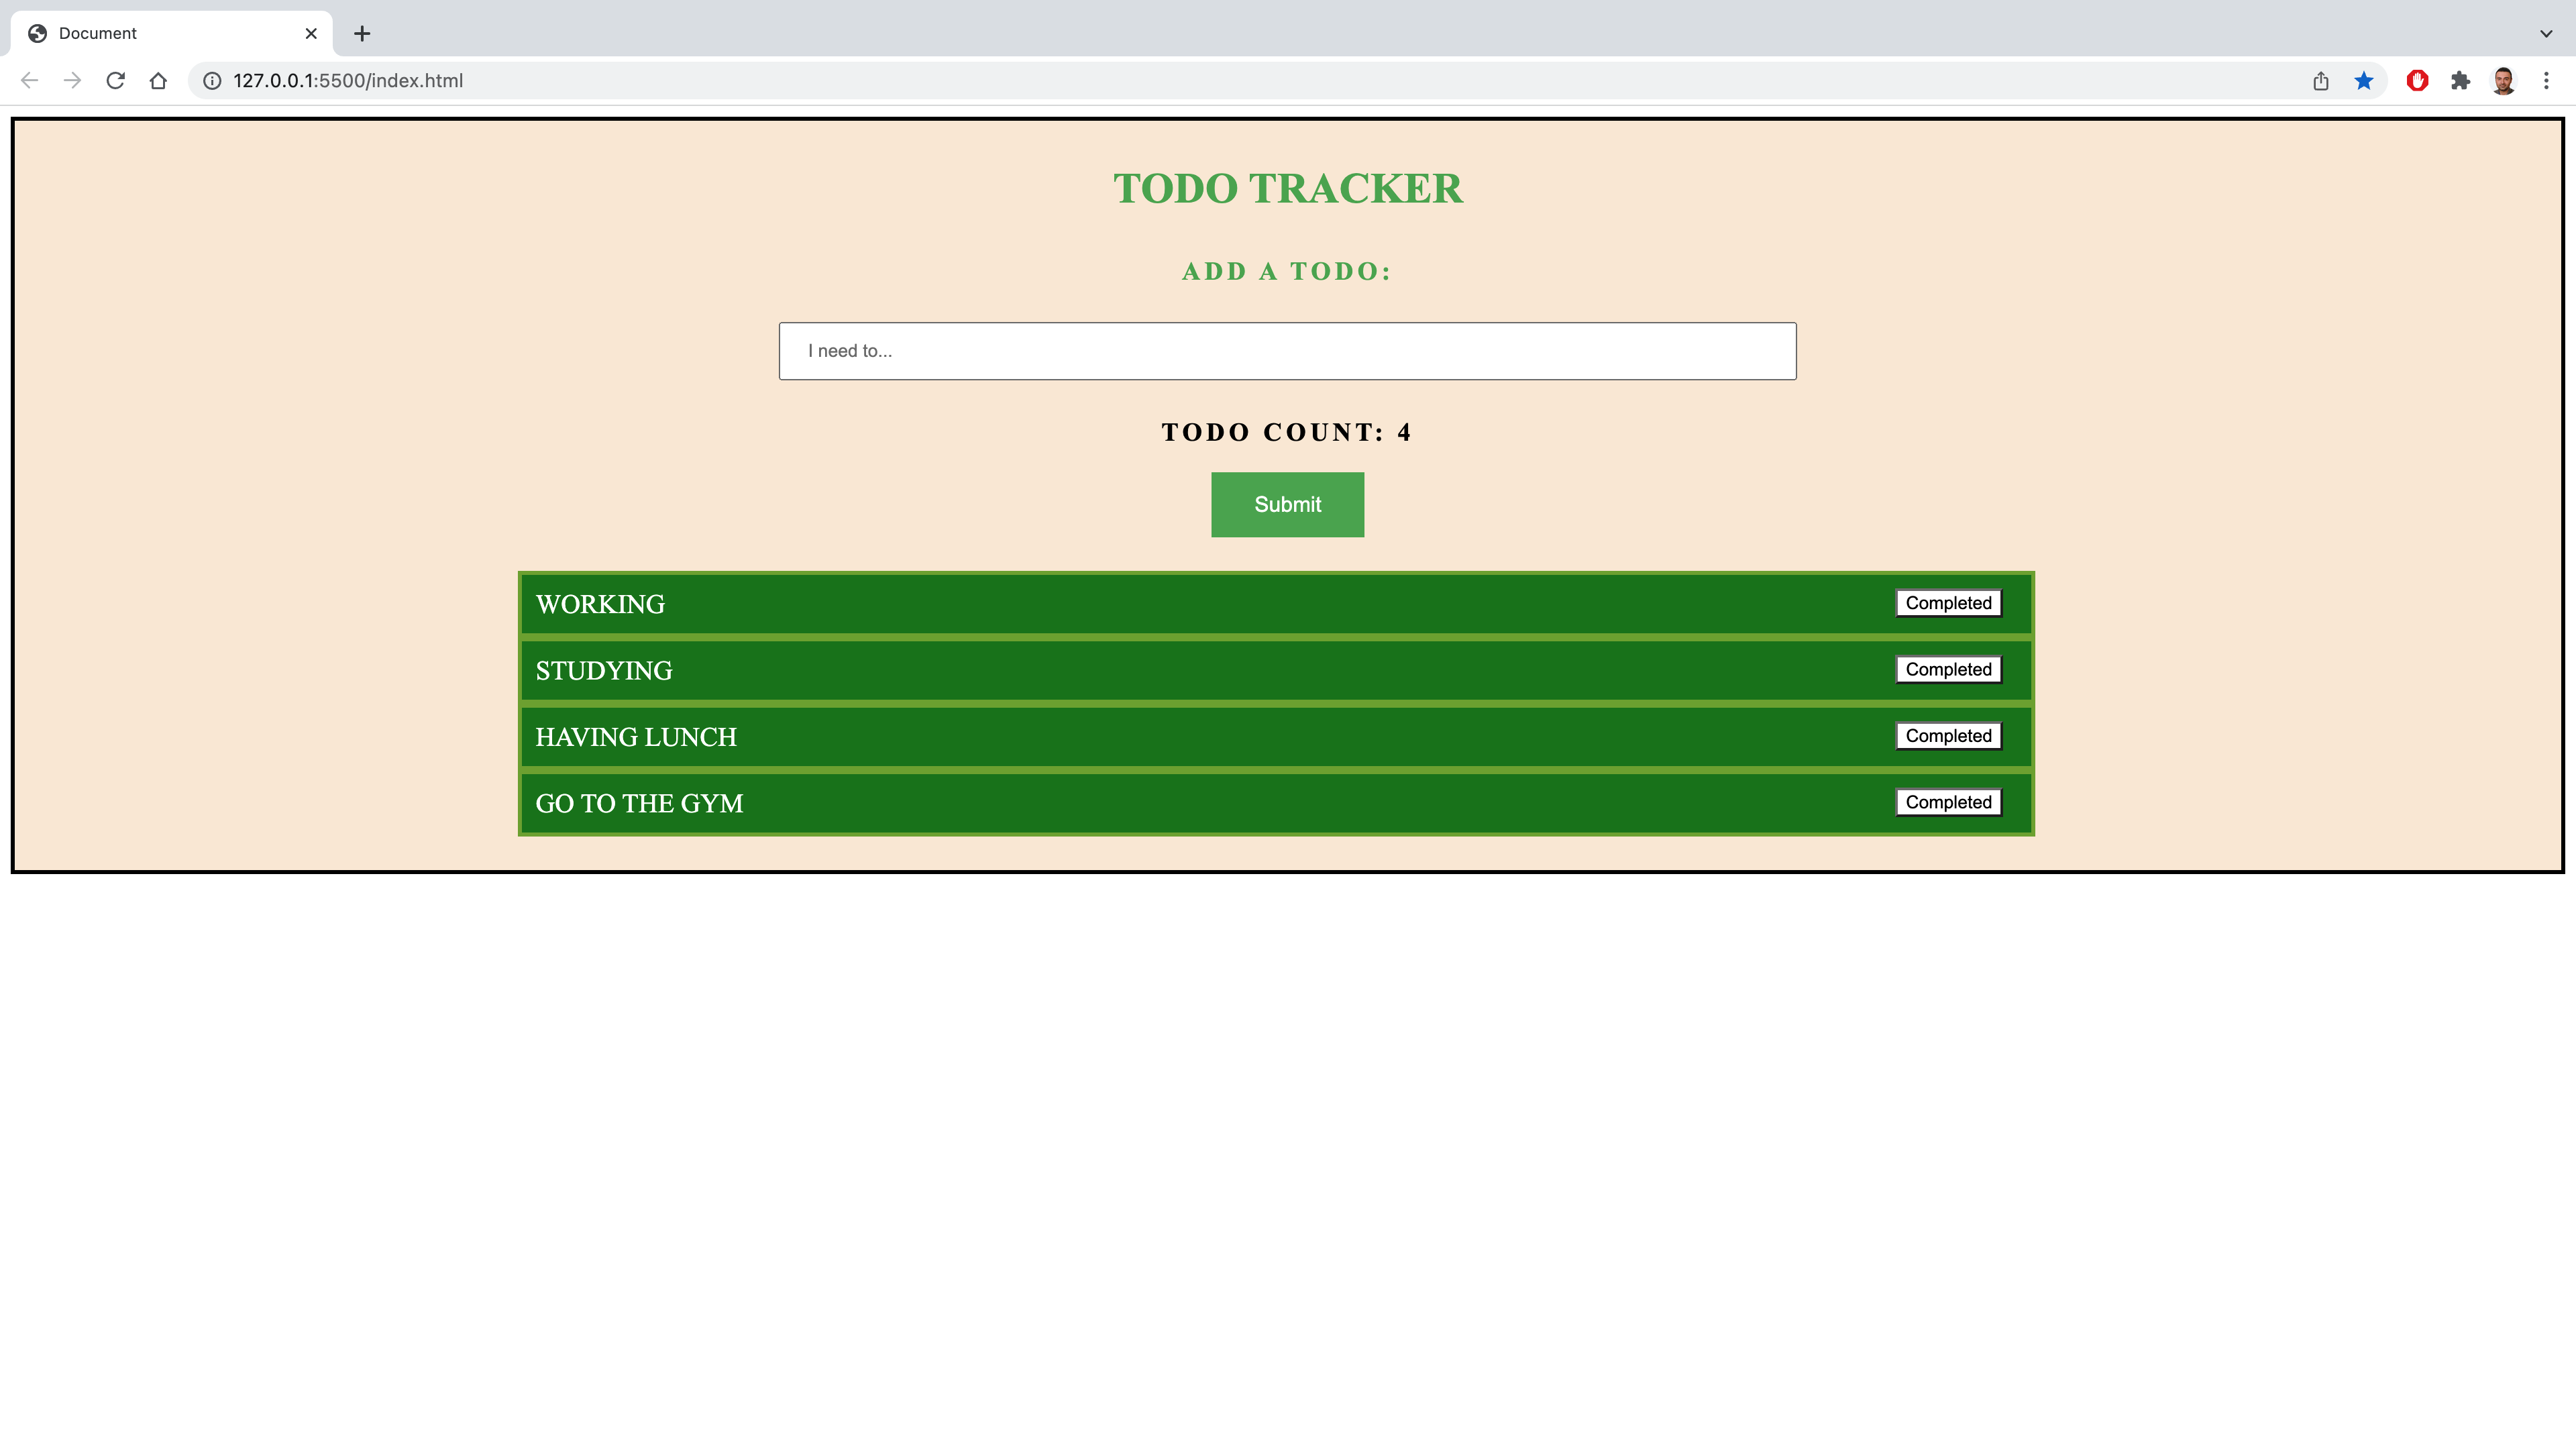 Document
127.0.0.1:5500/index.html
TODO TRACKER
ADD A TODO:
I need to...
TODO COUNT: 4
Submit
WORKING Completed
STUDYING Completed
HAVING LUNCH Completed
GO TO THE GYM Completed